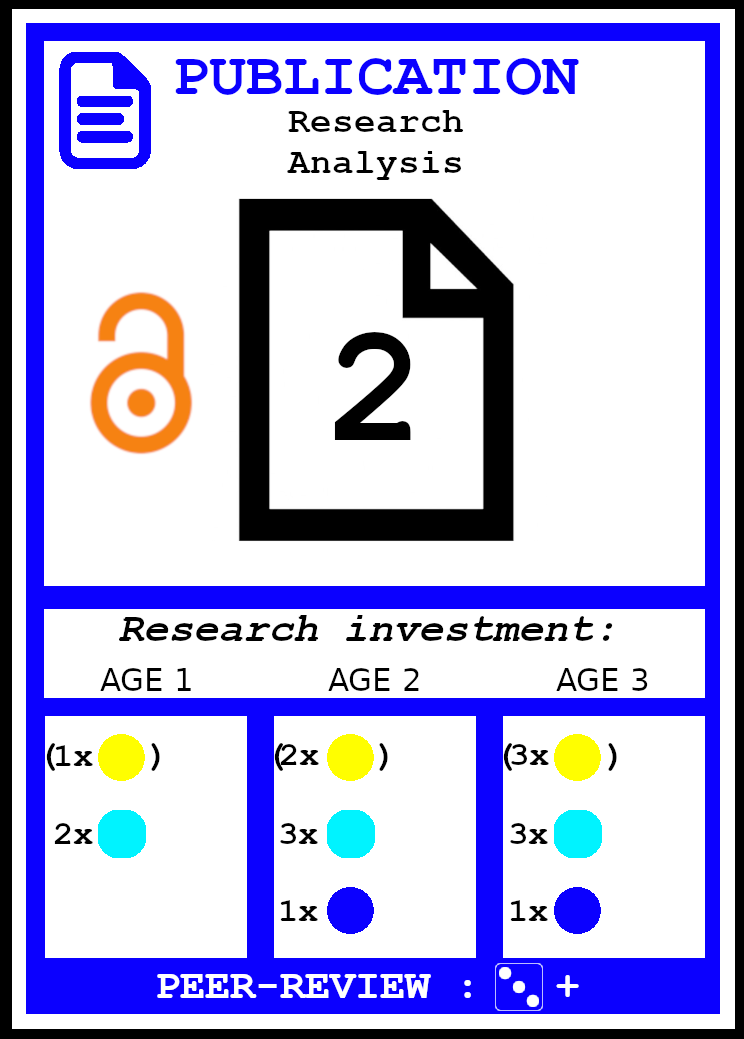 PUBLICATION
Research
Analysis
2
Research investment:
AGE 1 AGE 2 AGE 3
(1x ) (2x ) (3x )
2x 3x 3x
1x 1x
PEER-REVIEW : +